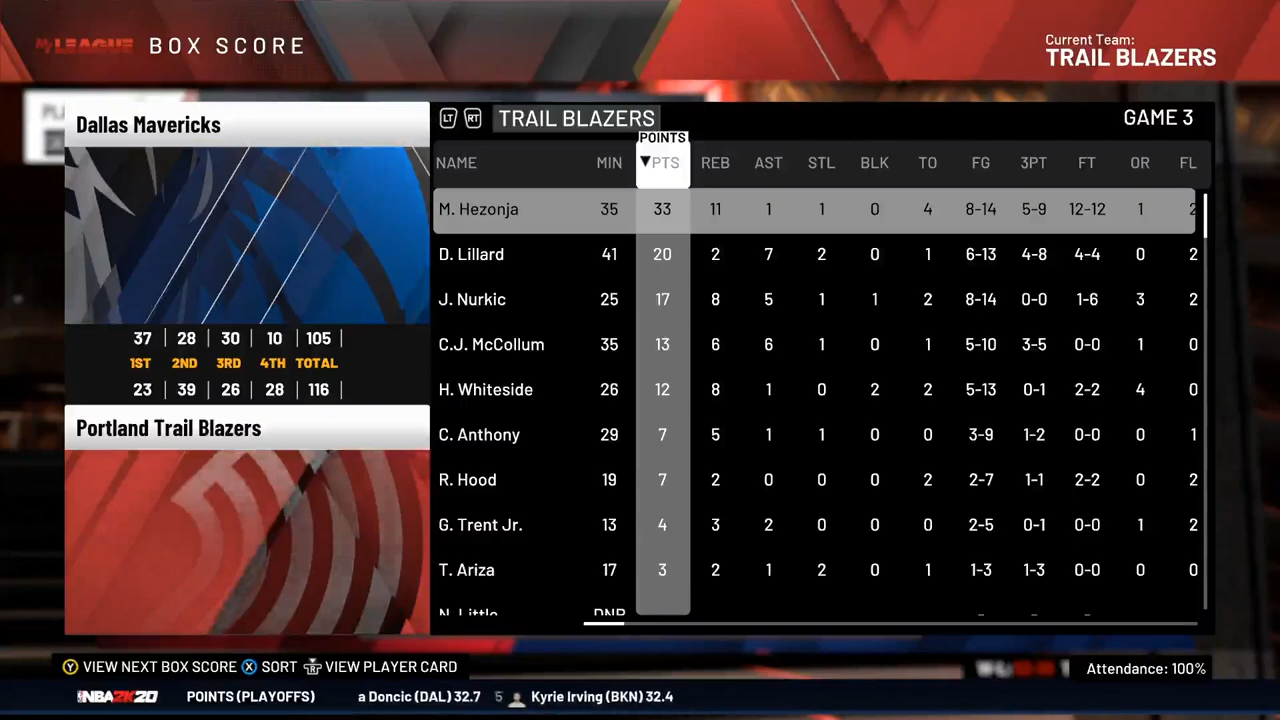 MyLEAGUE BOX SCORE
Current Team:
TRAIL BLAZERS
Dallas Mavericks
37 | 28 | 30 | 10 | 105 |
1ST | 2ND | 3RD | 4TH TOTAL
23 | 39 | 26 | 28 | 116 |
Portland Trail Blazers
LT RT TRAIL BLAZERS GAME 3
POINTS
NAME MIN ▼PTS REB AST STL BLK TO FG 3PT FT OR FL
M. Hezonja 35 33 11 1 1 0 4 8-14 5-9 12-12 1 2
D. Lillard 41 20 2 7 2 0 1 6-13 4-8 4-4 0 2
J. Nurkic 25 17 8 5 1 1 2 8-14 0-0 1-6 3 2
C.J. McCollum 35 13 6 6 1 0 1 5-10 3-5 0-0 1 0
H. Whiteside 26 12 8 1 0 2 2 5-13 0-1 2-2 4 0
C. Anthony 29 7 5 1 1 0 0 3-9 1-2 0-0 0 1
R. Hood 19 7 2 0 0 0 2 2-7 1-1 2-2 0 2
G. Trent Jr. 13 4 3 2 0 0 0 2-5 0-1 0-0 1 2
T. Ariza 17 3 2 1 2 0 1 1-3 1-3 0-0 0 0
N. Little DNP - - -
Y VIEW NEXT BOX SCORE X SORT R VIEW PLAYER CARD
Attendance: 100%
NBA2K20 POINTS (PLAYOFFS) a Doncic (DAL) 32.7 5 Kyrie Irving (BKN) 32.4